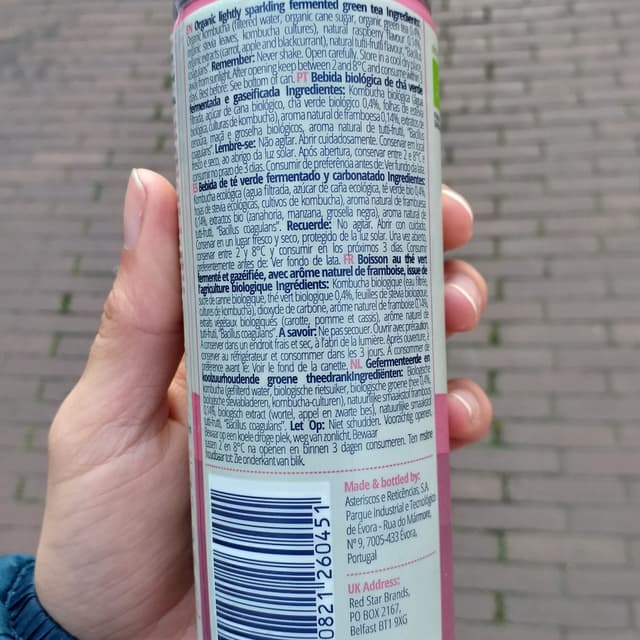 EN Organic lightly sparkling fermented green tea Ingredients:
Organic Kombucha (filtered water, organic cane sugar, organic green tea 0,4%,
organic stevia leaves, kombucha cultures), natural raspberry flavour 0,14%,
organic extracts (carrot, apple and blackcurrant), natural tutti-frutti flavour, "Bacillus
coagulans". Remember: Never shake. Open carefully. Store in a cool dry place
away from sunlight. After opening keep between 2 and 8°C and consume within 3
days. Best before: See bottom of can. PT Bebida biológica de chá verde
fermentada e gaseificada Ingredientes: Kombucha biológica (água
filtrada, açúcar de cana biológico, chá verde biológico 0,4%, folhas de estévia
biológica, culturas de kombucha), aroma natural de framboesa 0,14%, extratos de
cenoura, maçã e groselha biológicos, aroma natural de tutti-frutti, "Bacillus
coagulans". Lembre-se: Não agitar. Abrir cuidadosamente. Conservar em local
fresco e seco, ao abrigo da luz solar. Após abertura, conservar entre 2 e 8°C, e
consumir no prazo de 3 dias. Consumir de preferência antes de: Ver fundo da lata.
ES Bebida de té verde fermentado y carbonatado Ingredientes:
Kombucha ecológica (agua filtrada, azúcar de caña ecológica, té verde bio 0,4%,
hojas de stevia ecológicas, cultivos de kombucha), aroma natural de frambuesa
0,14%, extractos bio (zanahoria, manzana, grosella negra), aroma natural de
tutti-frutti, "Bacillus coagulans". Recuerde: No agitar. Abrir con cuidado.
Conservar en un lugar fresco y seco, protegido de la luz solar. Una vez abierto,
conservar entre 2 y 8°C y consumir en los próximos 3 días. Consumir
preferentemente antes de: Ver fondo de lata. FR Boisson au thé vert
fermenté et gazéifiée, avec arôme naturel de framboise, issue de
l'agriculture biologique Ingrédients: Kombucha biologique (eau filtrée,
sucre de canne biologique, thé vert biologique 0,4%, feuilles de stévia biologique,
cultures de kombucha), dioxyde de carbone, arôme naturel de framboise 0,14%,
extraits végétaux biologiques (carotte, pomme et cassis), arôme naturel de
tutti-frutti, "Bacillus coagulans". A savoir: Ne pas secouer. Ouvrir avec précaution.
A conserver dans un endroit frais et sec, à l'abri de la lumière. Après ouverture, à
conserver au réfrigérateur et consommer dans les 3 jours. A consommer de
préférence avant le: Voir le fond de la canette. NL Gefermenteerde en
koolzuurhoudende groene theedrank Ingrediënten: Biologische
kombucha (gefilterd water, biologische rietsuiker, biologische groene thee 0,4%,
biologische steviabladeren, kombucha-culturen), natuurlijke smaakstof framboos
0,14%, biologisch extract (wortel, appel en zwarte bes), natuurlijke smaakstof
tutti-frutti, "Bacillus coagulans". Let Op: Niet schudden. Voorzichtig openen.
Bewaar op een koele droge plek, weg van zonlicht. Bewaar
tussen 2 en 8°C na openen en binnen 3 dagen consumeren. Ten minste
houdbaar tot: Zie onderkant van blik.
Made & bottled by:
Asteriscos e Reticências, SA
Parque Industrial e Tecnológico
de Évora - Rua do Mármore,
Nº 9, 7005-433 Évora,
Portugal
UK Address:
Red Star Brands,
PO BOX 2167,
Belfast BT1 9XG
0821 260451